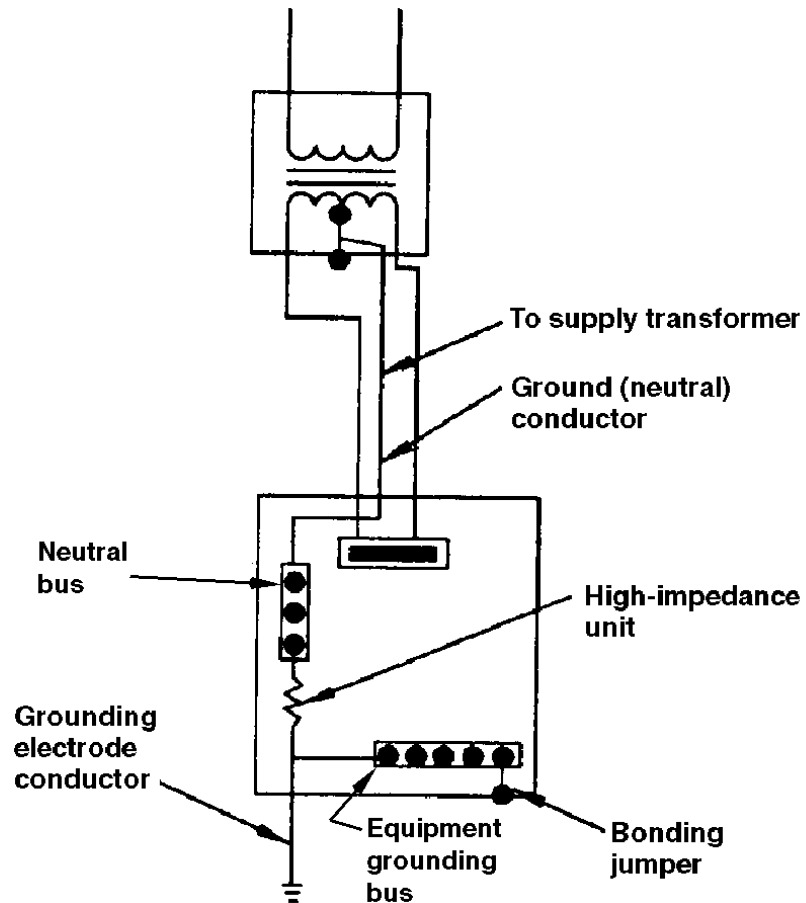 To supply transformer
Ground (neutral)
conductor
Neutral
bus
High-impedance
unit
Grounding
electrode
conductor
Equipment
grounding
bus
Bonding
jumper